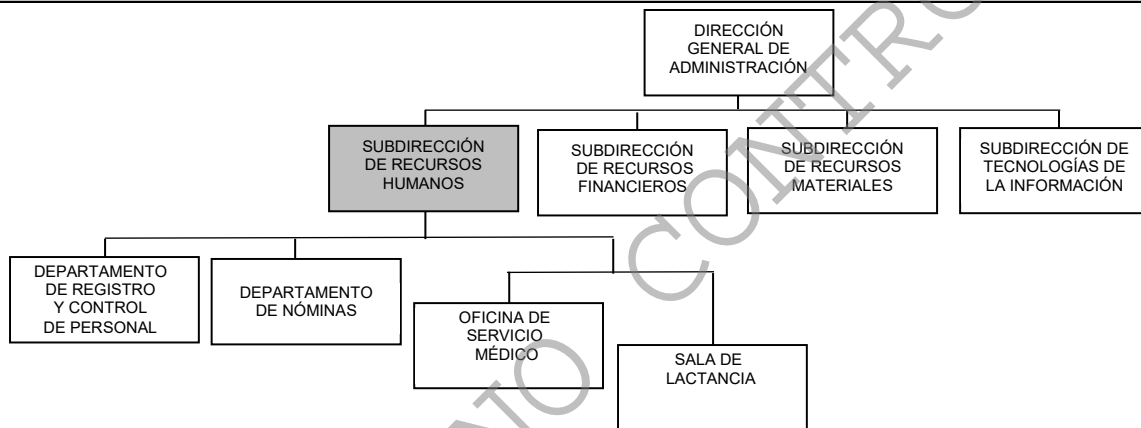 DIRECCIÓN
GENERAL DE
ADMINISTRACIÓN
SUBDIRECCIÓN
DE RECURSOS
HUMANOS
SUBDIRECCIÓN
DE RECURSOS
FINANCIEROS
SUBDIRECCIÓN
DE RECURSOS
MATERIALES
SUBDIRECCIÓN DE
TECNOLOGÍAS DE
LA INFORMACIÓN
DEPARTAMENTO
DE REGISTRO
Y CONTROL
DE PERSONAL
DEPARTAMENTO
DE NÓMINAS
OFICINA DE
SERVICIO
MÉDICO
SALA DE
LACTANCIA
NO CONTRO